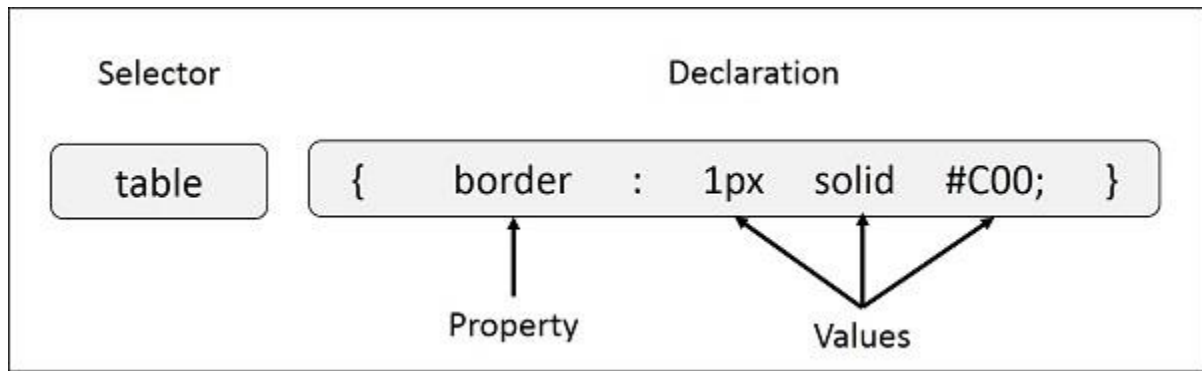 Selector Declaration
table { border : 1px solid #C00; }
Property Values